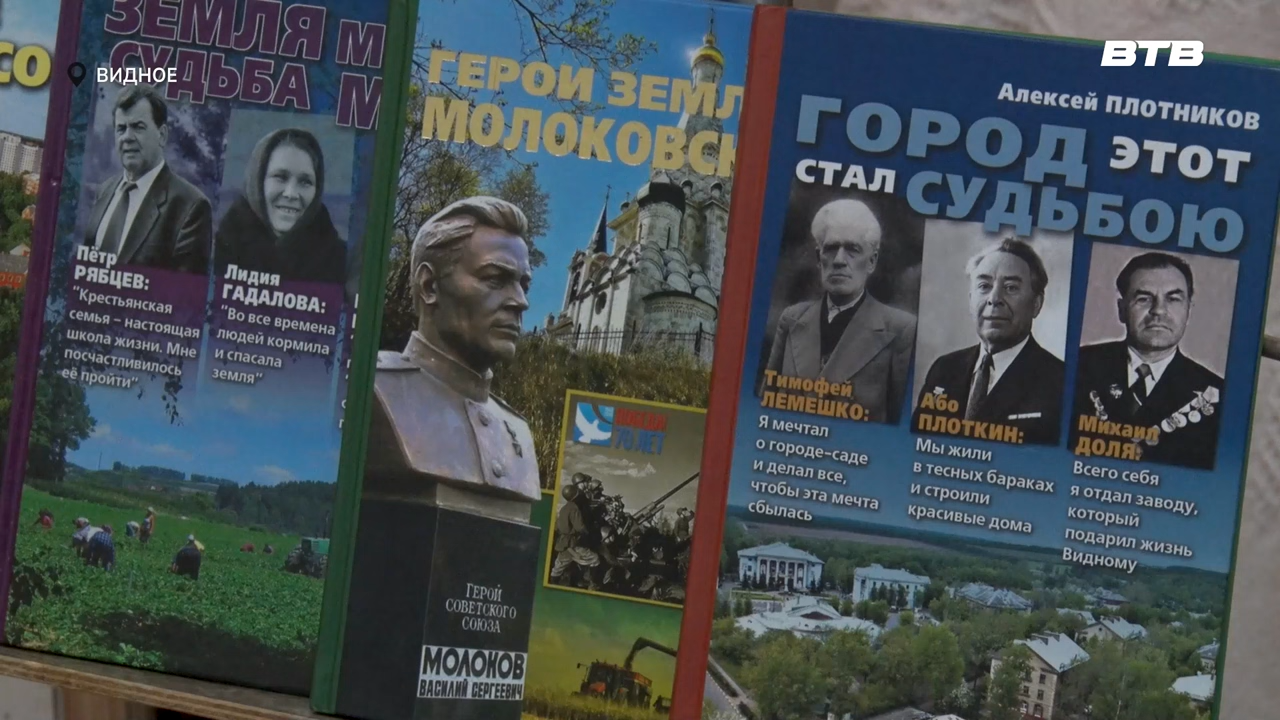 ВТВ
ВИДНОЕ
СО
ЗЕМЛЯ М
СУДЬБА М
Пётр
РЯБЦЕВ:
"Крестьянская
семья – настоящая
школа жизни. Мне
посчастливилось
её пройти"
Лидия
ГАДАЛОВА:
"Во все времена
людей кормила
и спасала
земля"
ГЕРОИ ЗЕМЛ
МОЛОКОВСК
ПОБЕДЫ
70 ЛЕТ
ГЕРОЙ
СОВЕТСКОГО
СОЮЗА
МОЛОКОВ
ВАСИЛИЙ СЕРГЕЕВИЧ
Алексей ПЛОТНИКОВ
ГОРОД ЭТОТ
СТАЛ СУДЬБОЮ
Тимофей
ЛЕМЕШКО:
Я мечтал
о городе-саде
и делал все,
чтобы эта мечта
сбылась
Або
ПЛОТКИН:
Мы жили
в тесных бараках
и строили
красивые дома
Михаил
ДОЛЯ:
Всего себя
я отдал заводу,
который
подарил жизнь
Видному